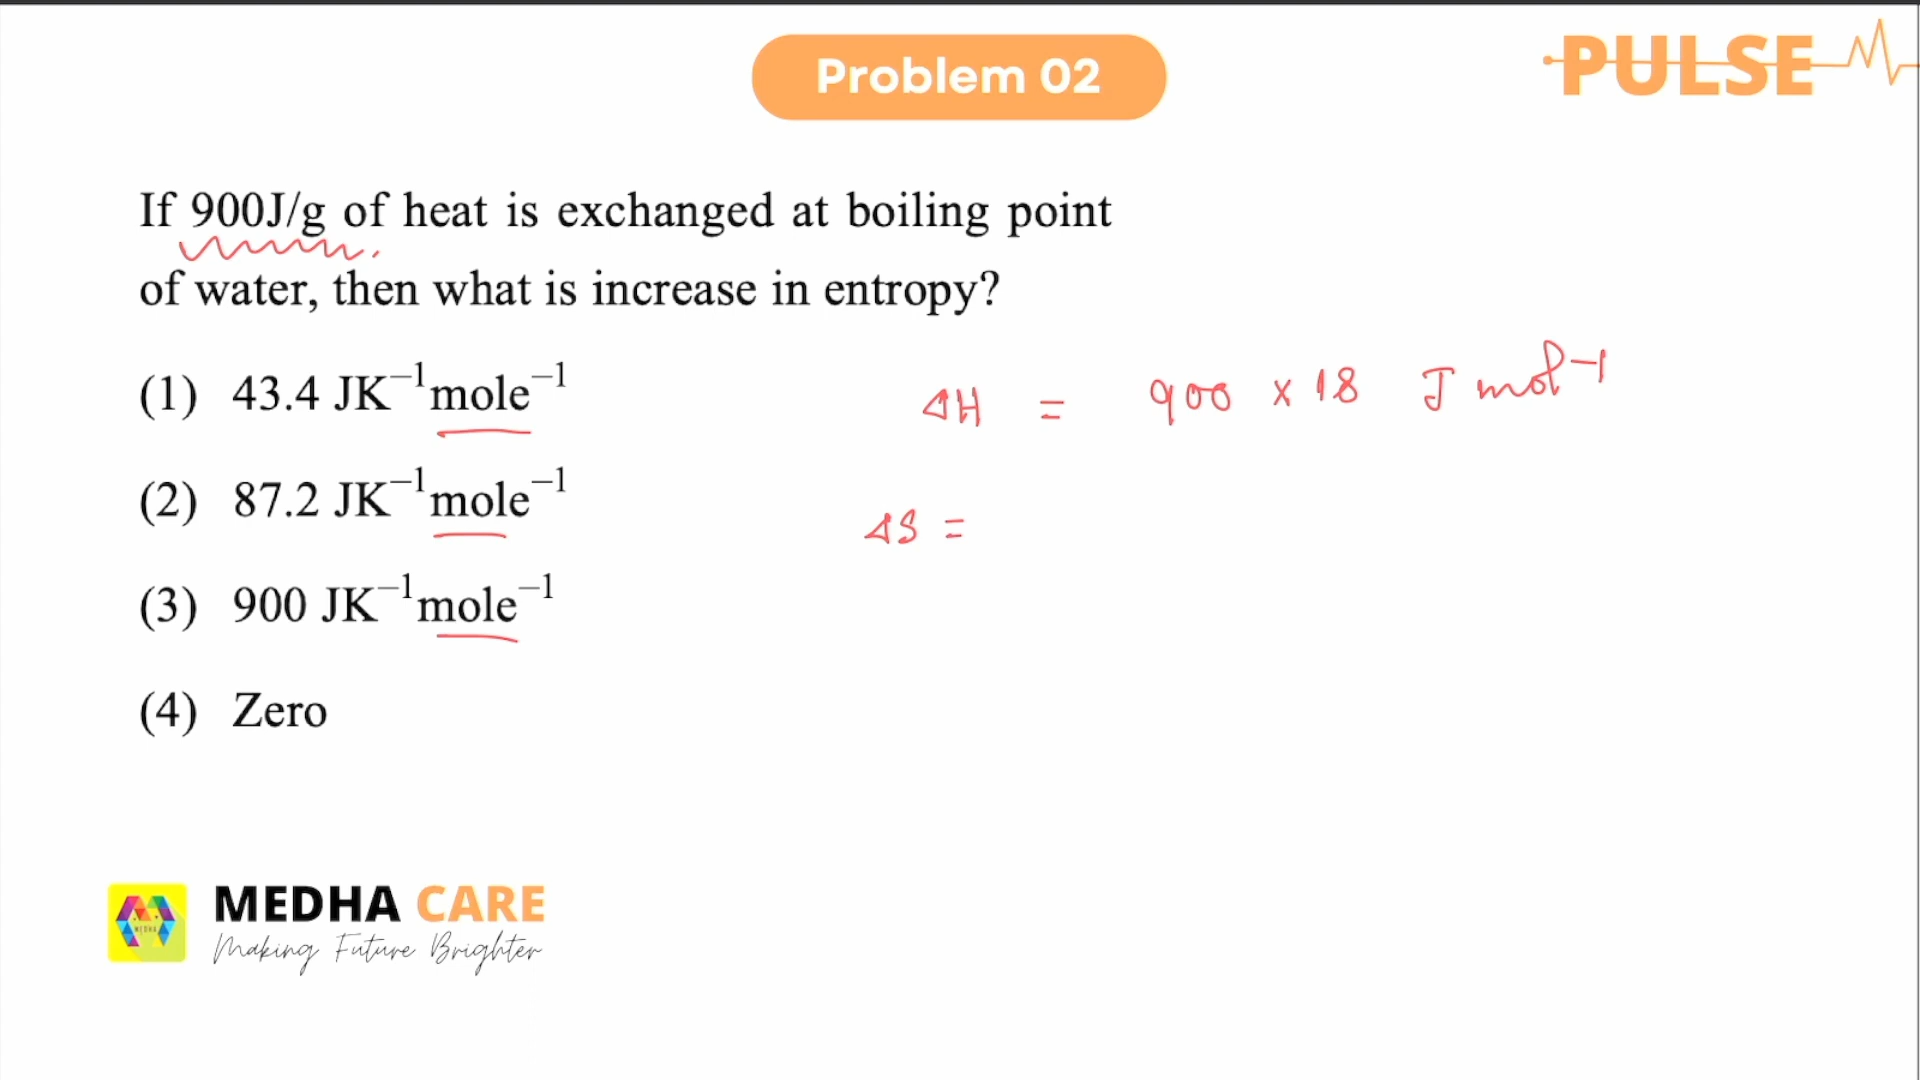 Problem 02
PULSE
If 900J/g of heat is exchanged at boiling point
of water, then what is increase in entropy?
(1) 43.4 JK⁻¹mole⁻¹
(2) 87.2 JK⁻¹mole⁻¹
(3) 900 JK⁻¹mole⁻¹
(4) Zero
ΔH = 900 × 18 J mol⁻¹
ΔS =
MEDHA
MEDHA CARE
Making Future Brighter